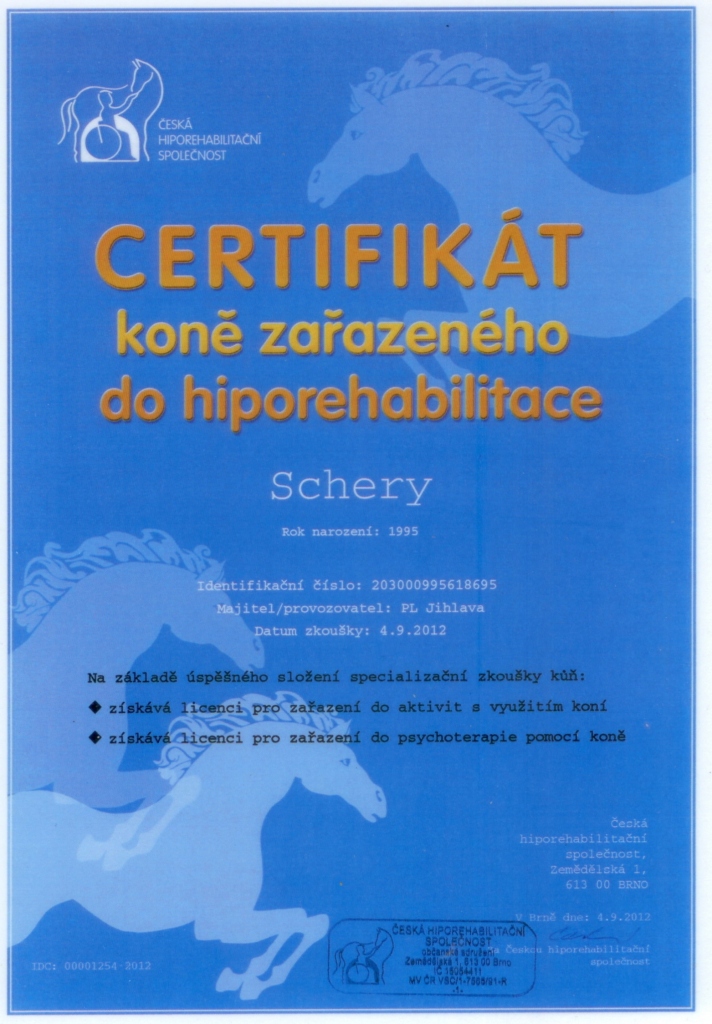 ČESKÁ
HIPOREHABILITAČNÍ
SPOLEČNOST
CERTIFIKÁT
koně zařazeného
do hiporehabilitace
Schery
Rok narození: 1995
Identifikační číslo: 203000995618695
Majitel/provozovatel: PL Jihlava
Datum zkoušky: 4.9.2012
Na základě úspěšného složení specializační zkoušky kůň:
◆ získává licenci pro zařazení do aktivit s využitím koní
◆ získává licenci pro zařazení do psychoterapie pomocí koně
Česká
hiporehabilitační
společnost,
Zemědělská 1,
613 00 BRNO
V Brně dne: 4.9.2012
za Českou hiporehabilitační
společnost
ČESKÁ HIPOREHABILITAČNÍ
SPOLEČNOST
občanské sdružení
Zemědělská 1, 613 00 Brno
MV ČR
-1-
IDC: 00001254-2012